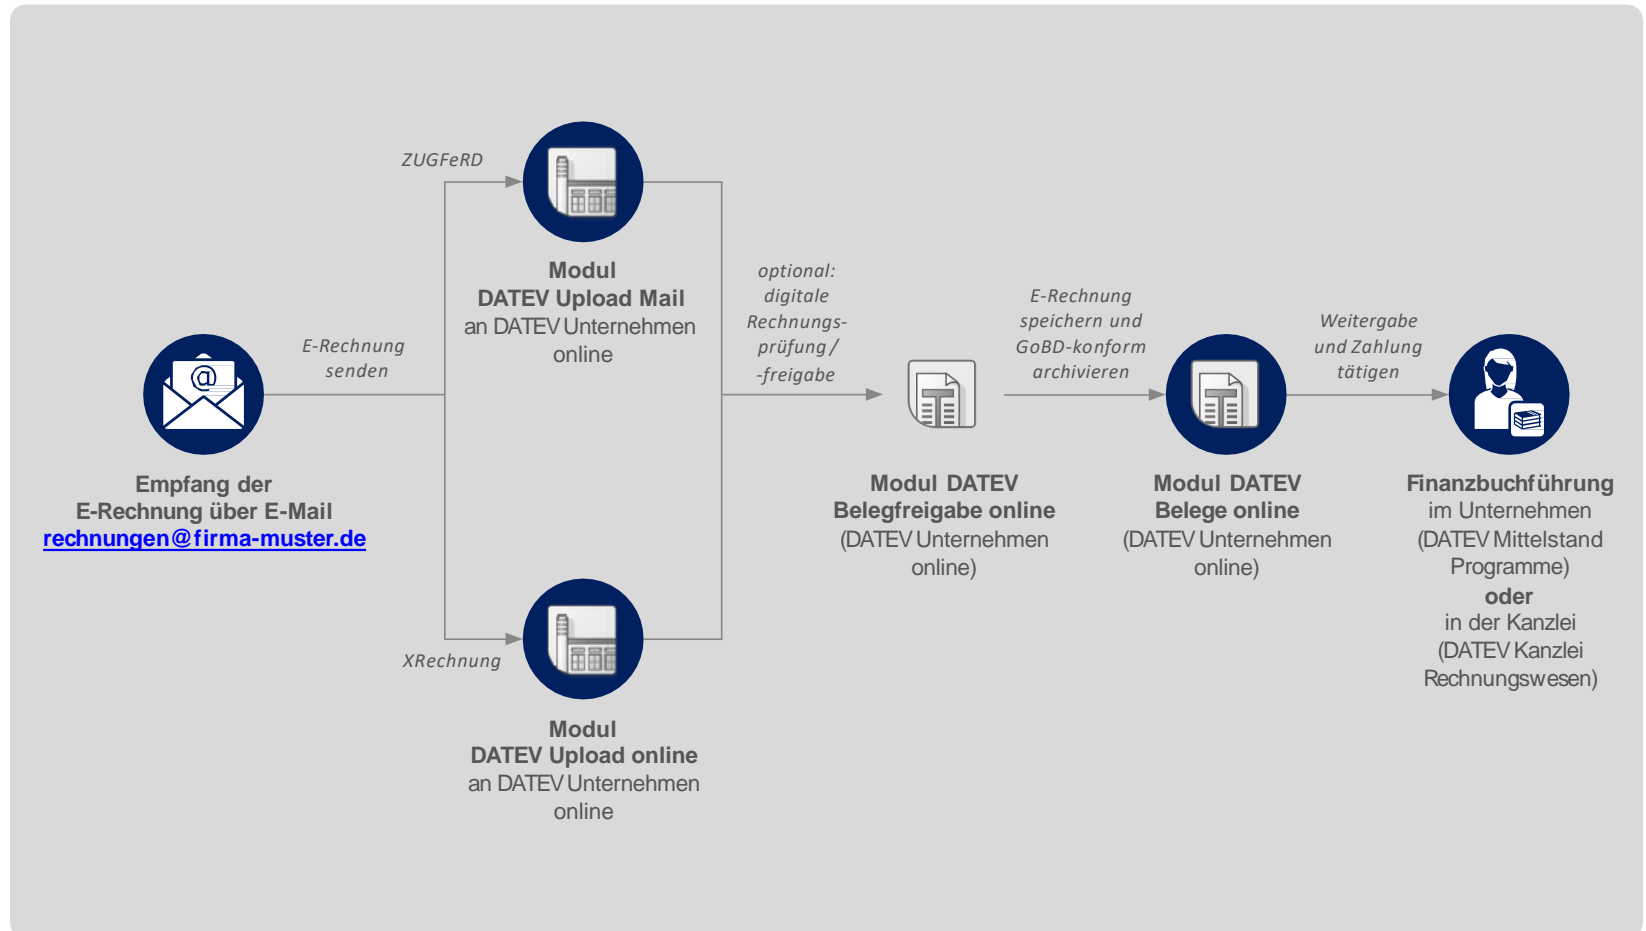 Empfang der
E-Rechnung über E-Mail
rechnungen@firma-muster.de
@
E-Rechnung
senden
ZUGFeRD
Modul
DATEV Upload Mail
an DATEV Unternehmen
online
XRechnung
Modul
DATEV Upload online
an DATEV Unternehmen
online
optional:
digitale
Rechnungs-
prüfung /
-freigabe
Modul DATEV
Belegfreigabe online
(DATEV Unternehmen
online)
E-Rechnung
speichern und
GoBD-konform
archivieren
Modul DATEV
Belege online
(DATEV Unternehmen
online)
Weitergabe
und Zahlung
tätigen
Finanzbuchführung
im Unternehmen
(DATEV Mittelstand
Programme)
oder
in der Kanzlei
(DATEV Kanzlei
Rechnungswesen)